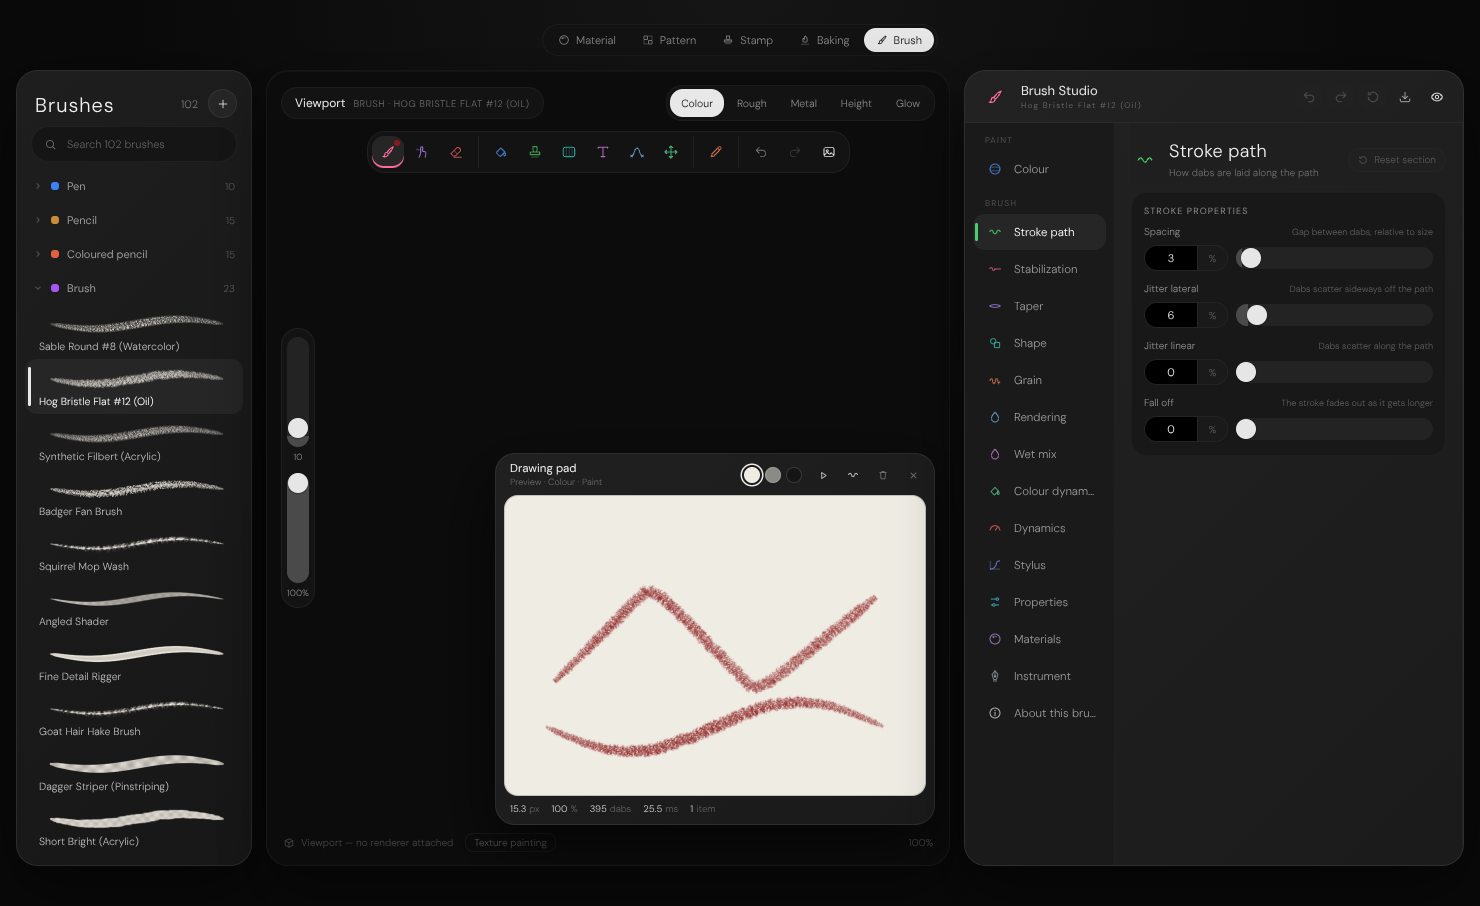 Material
Pattern
Stamp
Baking
Brush
Brushes
102
Search 102 brushes
Pen 10
Pencil 15
Coloured pencil 15
Brush 23
Sable Round #8 (Watercolor)
Hog Bristle Flat #12 (Oil)
Synthetic Filbert (Acrylic)
Badger Fan Brush
Squirrel Mop Wash
Angled Shader
Fine Detail Rigger
Goat Hair Hake Brush
Dagger Striper (Pinstriping)
Short Bright (Acrylic)
Viewport BRUSH · HOG BRISTLE FLAT #12 (OIL)
Colour
Rough
Metal
Height
Glow
T
10
100%
Drawing pad
Preview · Colour · Paint
15.3 px 100 % 395 dabs 25.5 ms 1 item
Viewport — no renderer attached
Texture painting
100%
Brush Studio
Hog Bristle Flat #12 (Oil)
PAINT
Colour
BRUSH
Stroke path
Stabilization
Taper
Shape
Grain
Rendering
Wet mix
Colour dynam...
Dynamics
Stylus
Properties
Materials
Instrument
About this bru...
Stroke path
How dabs are laid along the path
Reset section
STROKE PROPERTIES
Spacing Gap between dabs, relative to size
3 %
Jitter lateral Dabs scatter sideways off the path
6 %
Jitter linear Dabs scatter along the path
0 %
Fall off The stroke fades out as it gets longer
0 %